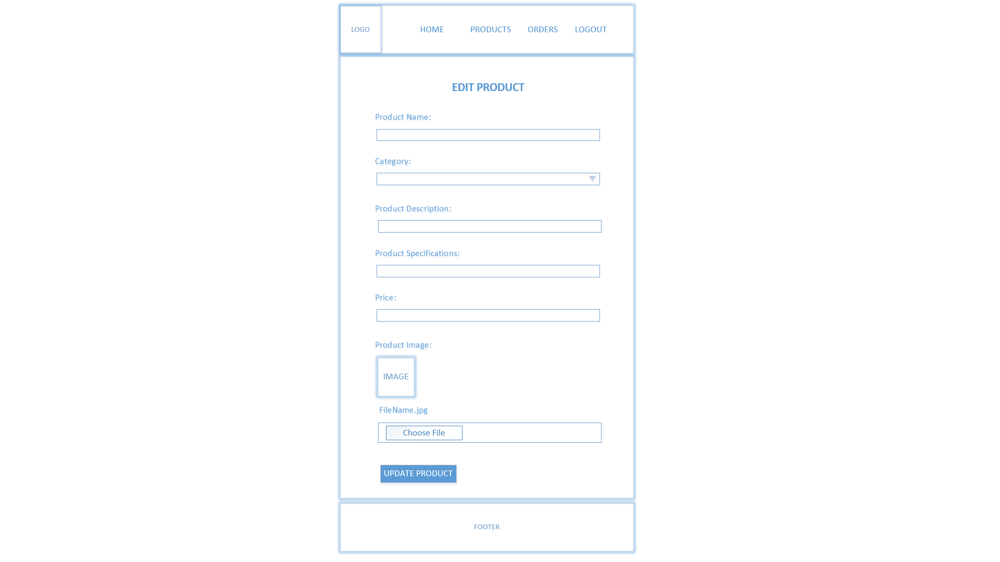 LOGO HOME PRODUCTS ORDERS LOGOUT
EDIT PRODUCT
Product Name:
Category:
Product Description:
Product Specifications:
Price:
Product Image:
IMAGE
FileName.jpg
Choose File
UPDATE PRODUCT
FOOTER